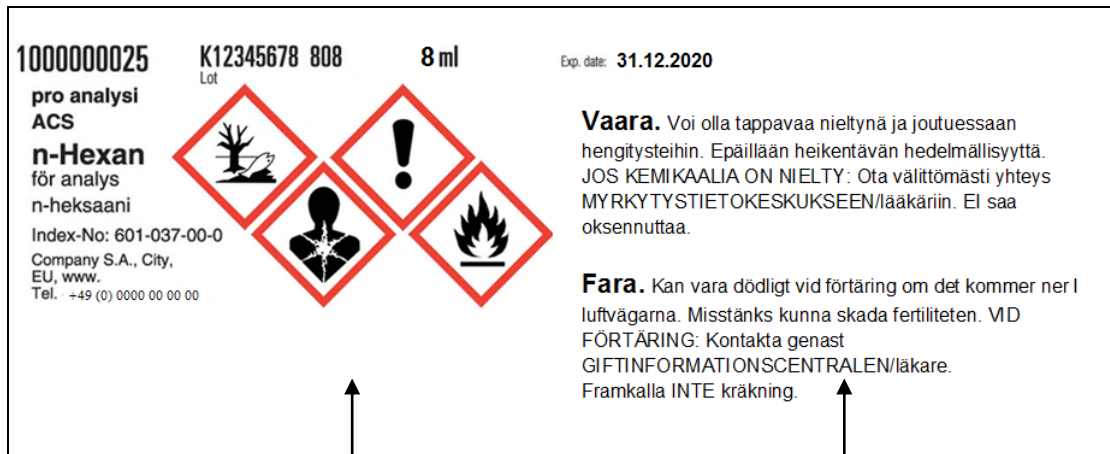 1000000025
K12345678 808
Lot
8 ml
Exp. date: 31.12.2020
pro analysi
ACS
n-Hexan
för analys
n-heksaani
Index-No: 601-037-00-0
Company S.A., City,
EU, www.
Tel. +49 (0) 0000 00 00 00
Vaara. Voi olla tappavaa nieltynä ja joutuessaan
hengitysteihin. Epäillään heikentävän hedelmällisyyttä.
JOS KEMIKAALIA ON NIELTY: Ota välittömästi yhteys
MYRKYTYSTIETOKESKUKSEEN/lääkäriin. EI saa
oksennuttaa.
Fara. Kan vara dödligt vid förtäring om det kommer ner I
luftvägarna. Misstänks kunna skada fertiliteten. VID
FÖRTÄRING: Kontakta genast
GIFTINFORMATIONSCENTRALEN/läkare.
Framkalla INTE kräkning.